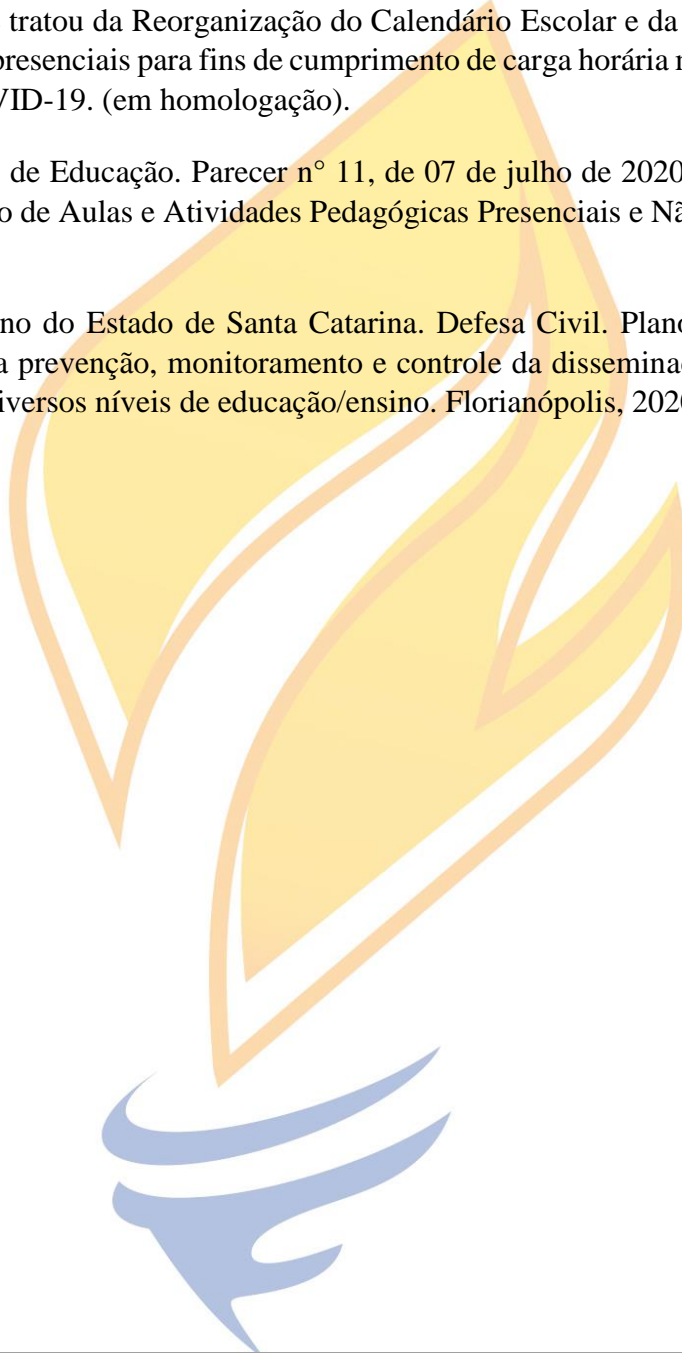 tratou da Reorganização do Calendário Escolar e da
presenciais para fins de cumprimento de carga horária
VID-19. (em homologação).
de Educação. Parecer n° 11, de 07 de julho de 2020
o de Aulas e Atividades Pedagógicas Presenciais e Nã
no do Estado de Santa Catarina. Defesa Civil. Plano
a prevenção, monitoramento e controle da dissemina
iversos níveis de educação/ensino. Florianópolis, 202